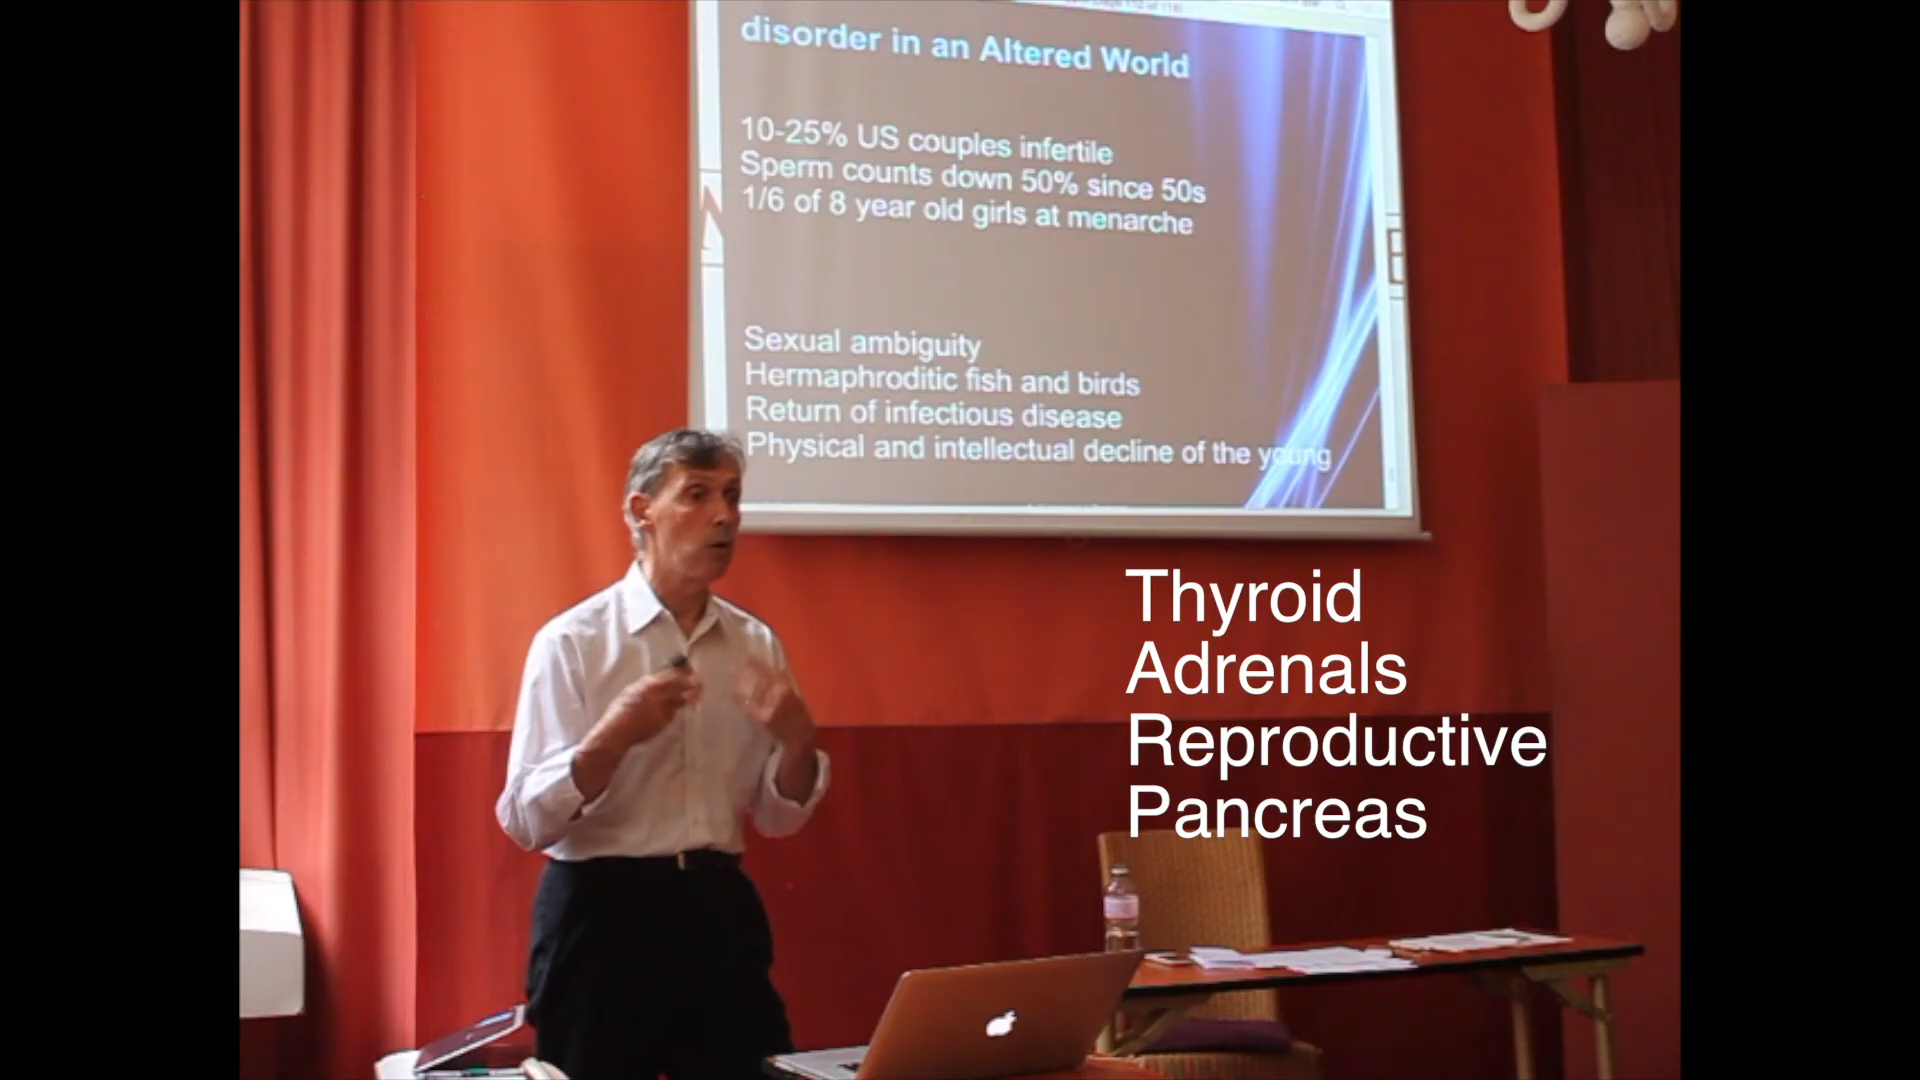 disorder in an Altered World
10-25% US couples infertile
Sperm counts down 50% since 50s
1/6 of 8 year old girls at menarche
Sexual ambiguity
Hermaphroditic fish and birds
Return of infectious disease
Physical and intellectual decline of the young
Thyroid
Adrenals
Reproductive
Pancreas